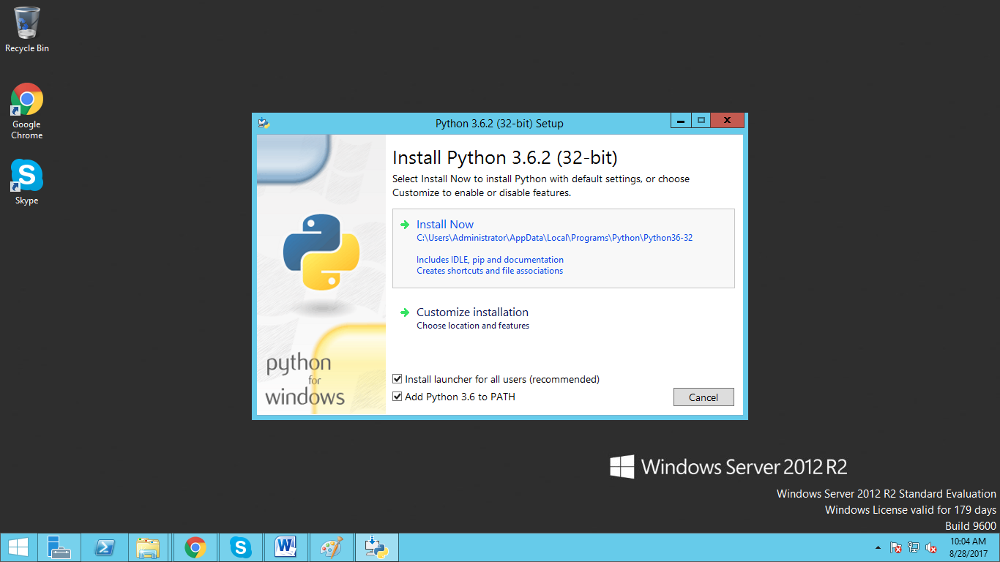 Recycle Bin
Google
Chrome
Skype
Python 3.6.2 (32-bit) Setup
Install Python 3.6.2 (32-bit)
Select Install Now to install Python with default settings, or choose
Customize to enable or disable features.
Install Now
C:\Users\Administrator\AppData\Local\Programs\Python\Python36-32
Includes IDLE, pip and documentation
Creates shortcuts and file associations
Customize installation
Choose location and features
python
for
windows
Install launcher for all users (recommended)
Add Python 3.6 to PATH
Cancel
Windows Server 2012 R2
Windows Server 2012 R2 Standard Evaluation
Windows License valid for 179 days
Build 9600
10:04 AM
8/28/2017